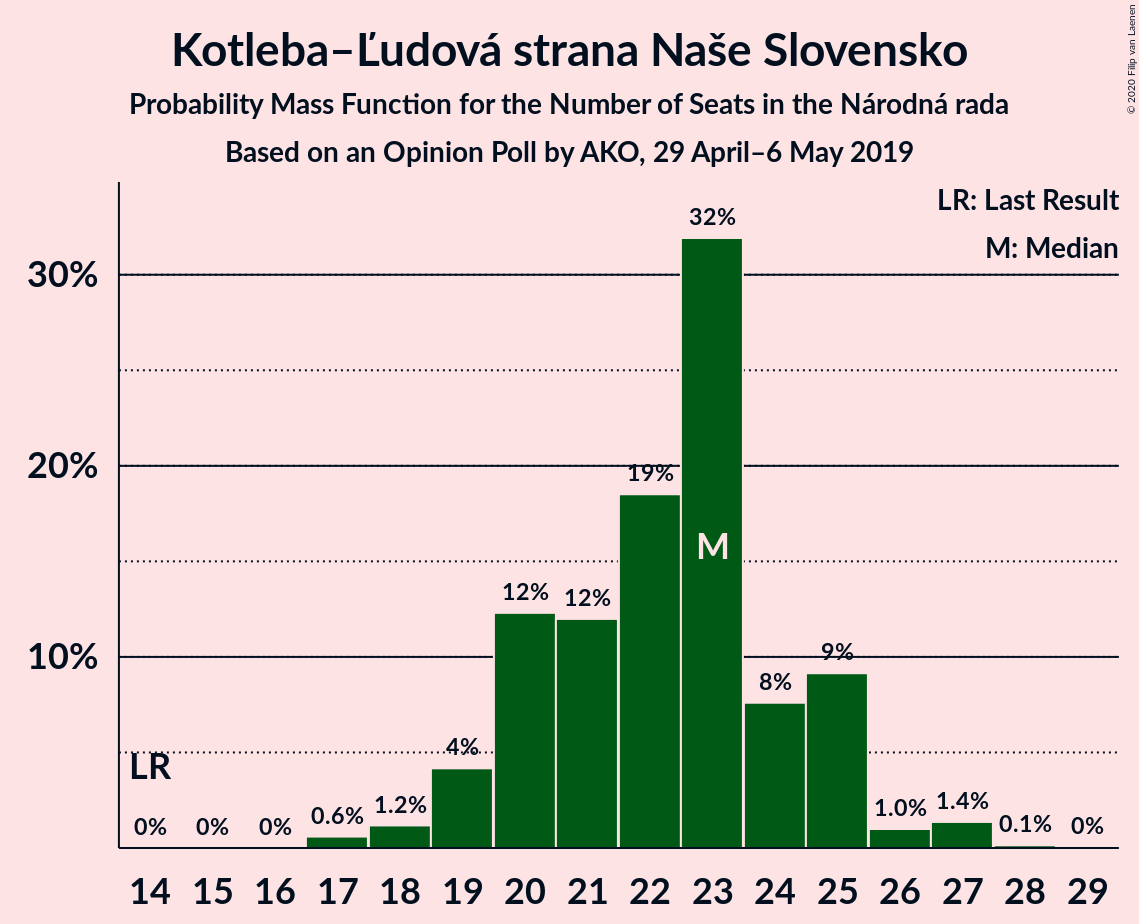 Kotleba–Ľudová strana Naše Slovensko
Probability Mass Function for the Number of Seats in the Národná rada
Based on an Opinion Poll by AKO, 29 April–6 May 2019
© 2020 Filip van Laenen
LR: Last Result
M: Median
30%
20%
10%
LR
M
0%
0%
0%
0.6%
1.2%
4%
12%
12%
19%
32%
8%
9%
1.0%
1.4%
0.1%
0%
14 15 16 17 18 19 20 21 22 23 24 25 26 27 28 29